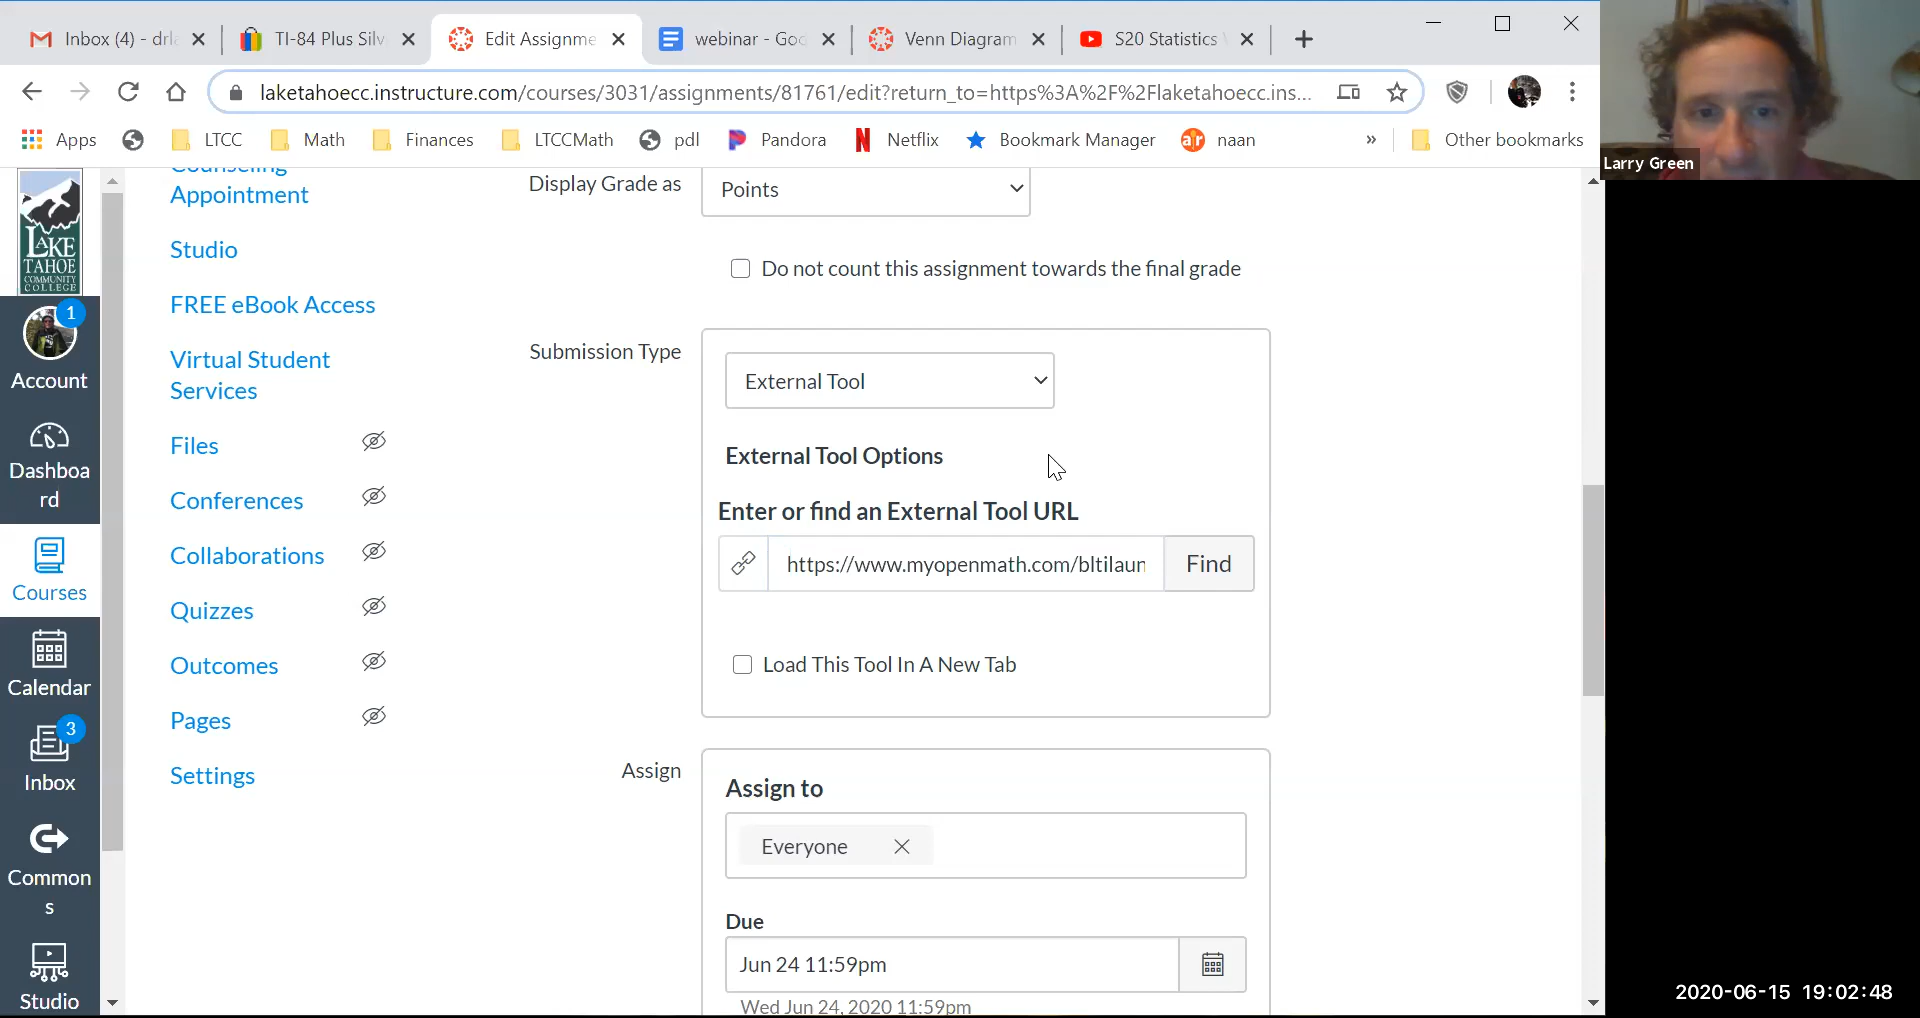 Inbox (4) - drla
TI-84 Plus Silv
Edit Assignme
webinar - Goo
Venn Diagram
S20 Statistics
laketahoecc.instructure.com/courses/3031/assignments/81761/edit?return_to=https%3A%2F%2Flaketahoecc.ins...
Apps
LTCC
Math
Finances
LTCCMath
pdl
Pandora
Netflix
Bookmark Manager
naan
»
Other bookmarks
Larry Green
LAKE
TAHOE
COMMUNITY
COLLEGE
1
Account
Dashboa
rd
Courses
Calendar
3
Inbox
Common
s
Studio
Counseling
Appointment
Studio
FREE eBook Access
Virtual Student
Services
Files
Conferences
Collaborations
Quizzes
Outcomes
Pages
Settings
Display Grade as
Points
Do not count this assignment towards the final grade
Submission Type
External Tool
External Tool Options
Enter or find an External Tool URL
https://www.myopenmath.com/bltilaun
Find
Load This Tool In A New Tab
Assign
Assign to
Everyone
Due
Jun 24 11:59pm
Wed Jun 24, 2020 11:59pm
2020-06-15 19:02:48